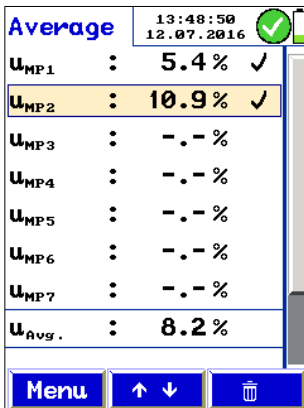 Average 13:48:50
12.07.2016
uMP1 : 5.4% ✓
uMP2 : 10.9% ✓
uMP3 : -.-%
uMP4 : -.-%
uMP5 : -.-%
uMP6 : -.-%
uMP7 : -.-%
uAvg. : 8.2%
Menu ↑ ↓